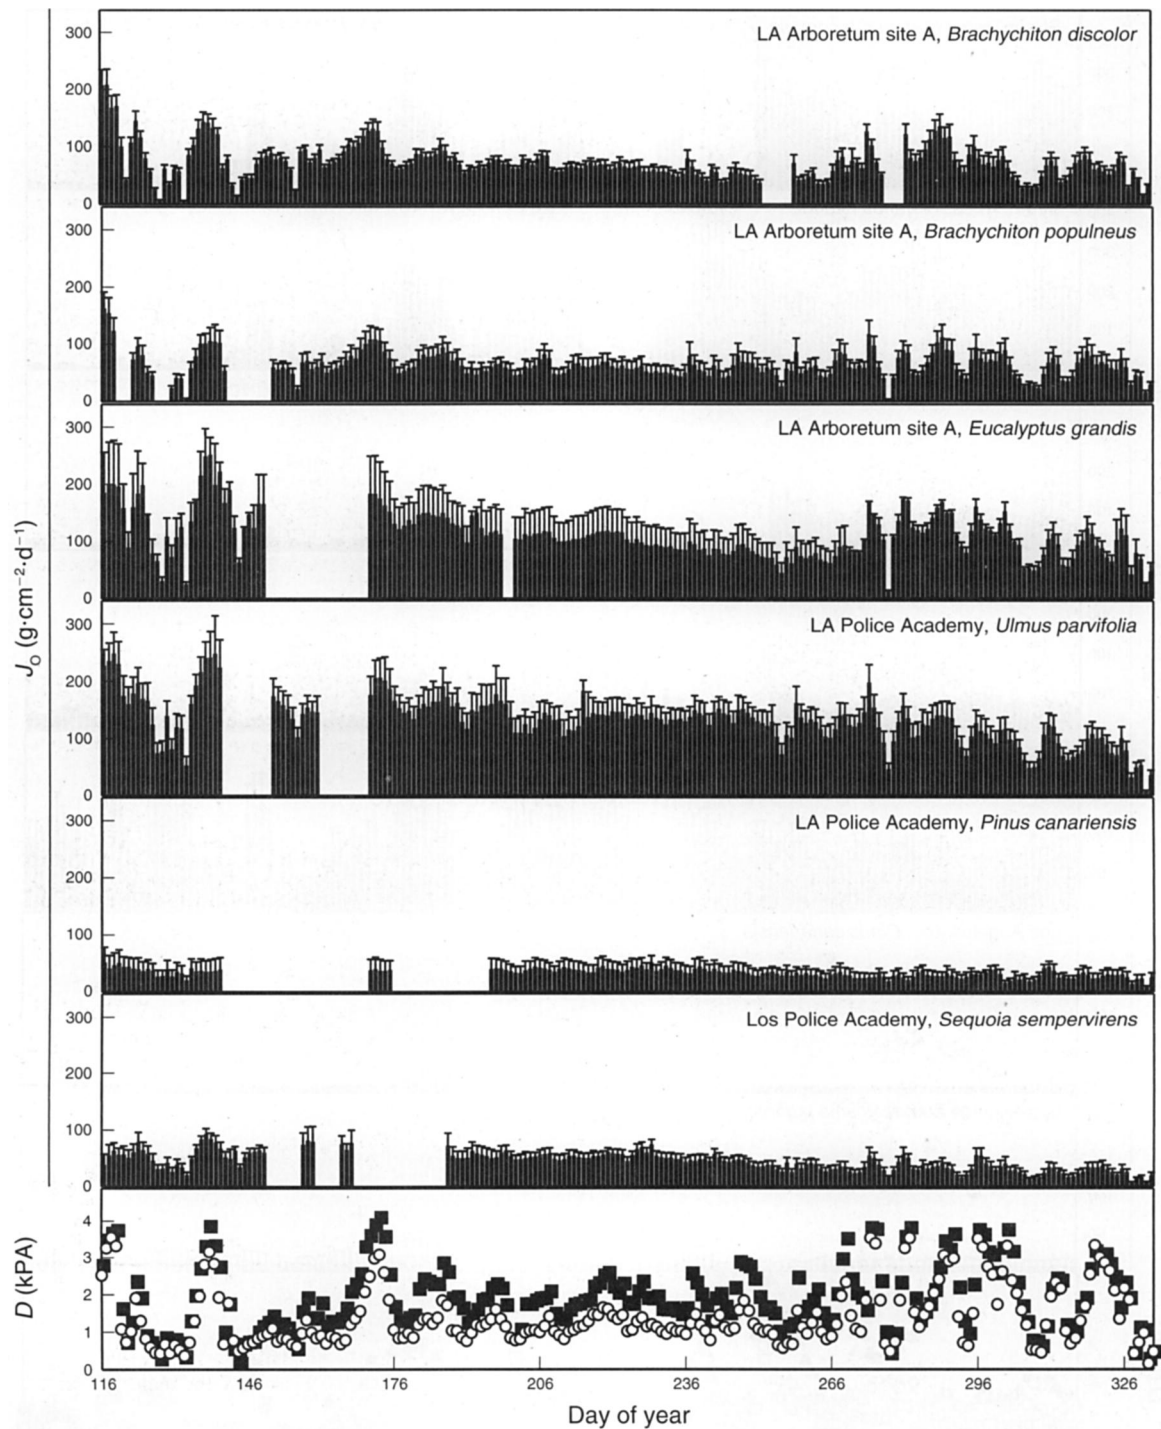 300
LA Arboretum site A, Brachychiton discolor
200
100
0
300
LA Arboretum site A, Brachychiton populneus
200
100
0
300
LA Arboretum site A, Eucalyptus grandis
200
100
0
Jo (g·cm⁻²·d⁻¹)
300
LA Police Academy, Ulmus parvifolia
200
100
0
300
LA Police Academy, Pinus canariensis
200
100
0
300
Los Police Academy, Sequoia sempervirens
200
100
0
D (kPA)
4
3
2
1
0
116 146 176 206 236 266 296 326
Day of year